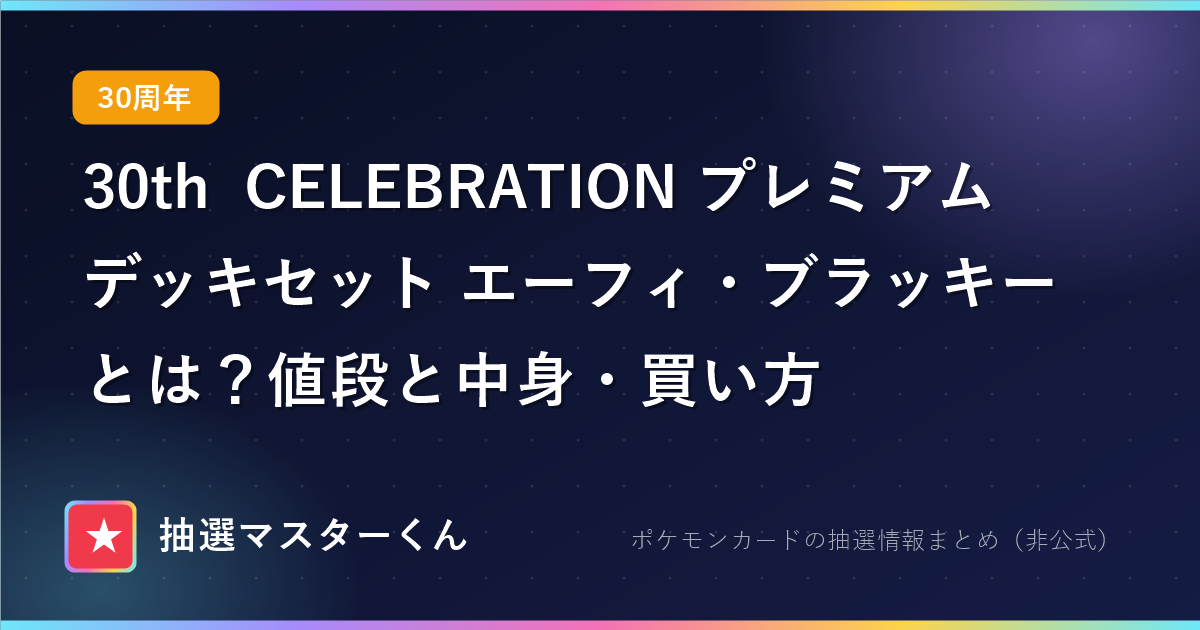 30周年
30th CELEBRATION プレミアム
デッキセット エーフィ・ブラッキー
とは？値段と中身・買い方
抽選マスターくん
ポケモンカードの抽選情報まとめ（非公式）